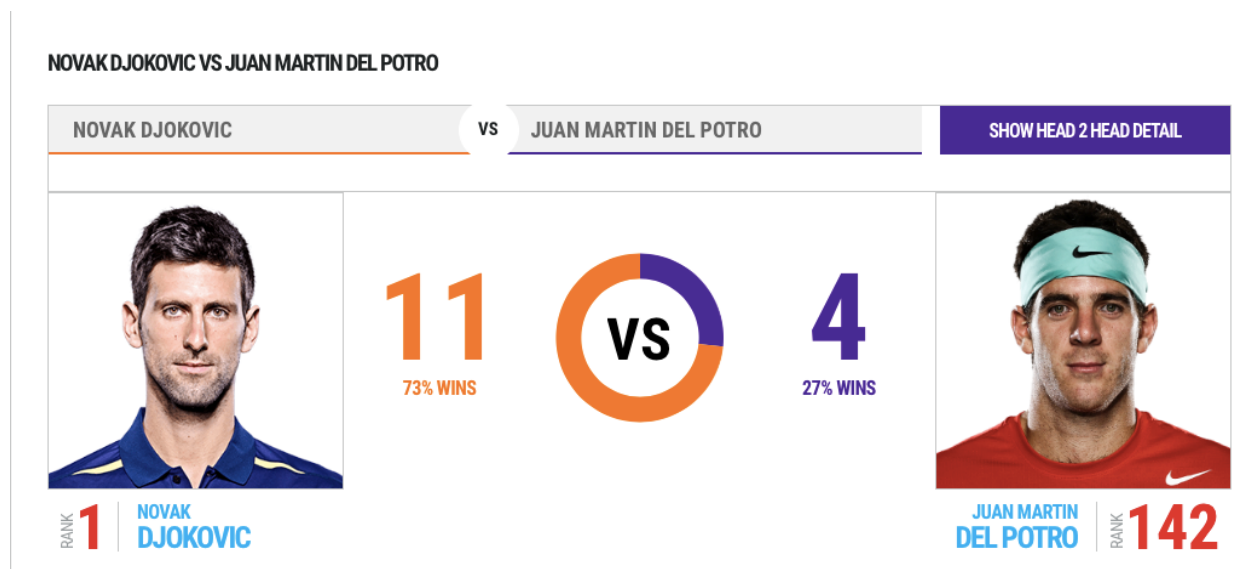 NOVAK DJOKOVIC VS JUAN MARTIN DEL POTRO
NOVAK DJOKOVIC VS JUAN MARTIN DEL POTRO SHOW HEAD 2 HEAD DETAIL
11 VS 4
73% WINS 27% WINS
RANK 1 NOVAK DJOKOVIC
JUAN MARTIN DEL POTRO RANK 142